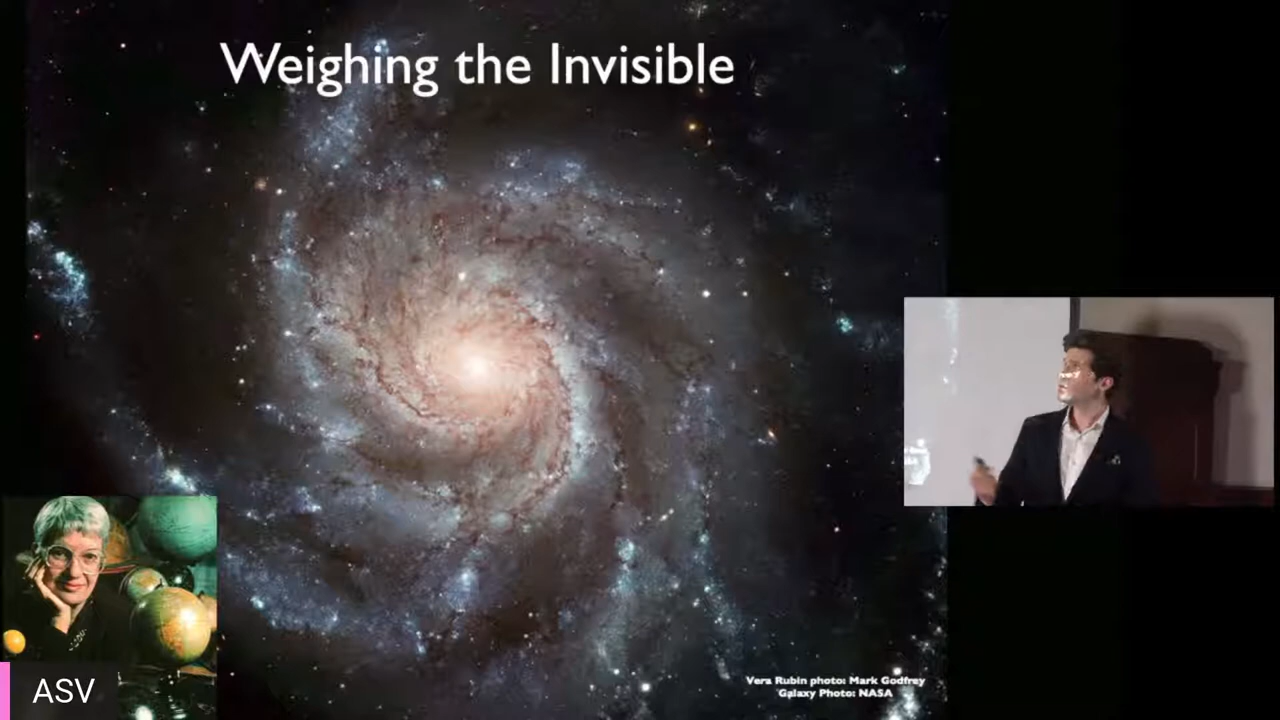 Weighing the Invisible
Vera Rubin photo: Mark Godfrey
Galaxy Photo: NASA
ASV